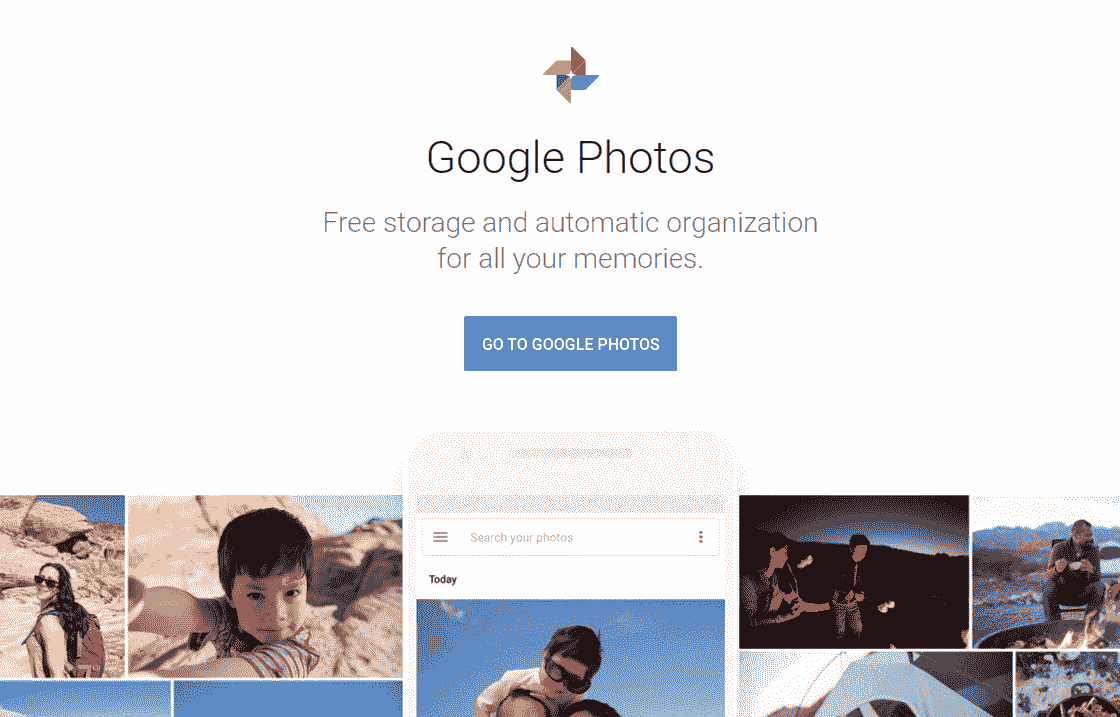 Google Photos
Free storage and automatic organization
for all your memories.
GO TO GOOGLE PHOTOS
Search your photos
Today